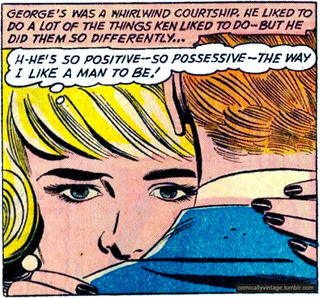 GEORGE'S WAS A WHIRLWIND COURTSHIP. HE LIKED TO
DO A LOT OF THE THINGS KEN LIKED TO DO--BUT HE
DID THEM SO DIFFERENTLY...
H-HE'S SO POSITIVE--SO POSSESSIVE--THE WAY
I LIKE A MAN TO BE!
comicallyvintage.tumblr.com